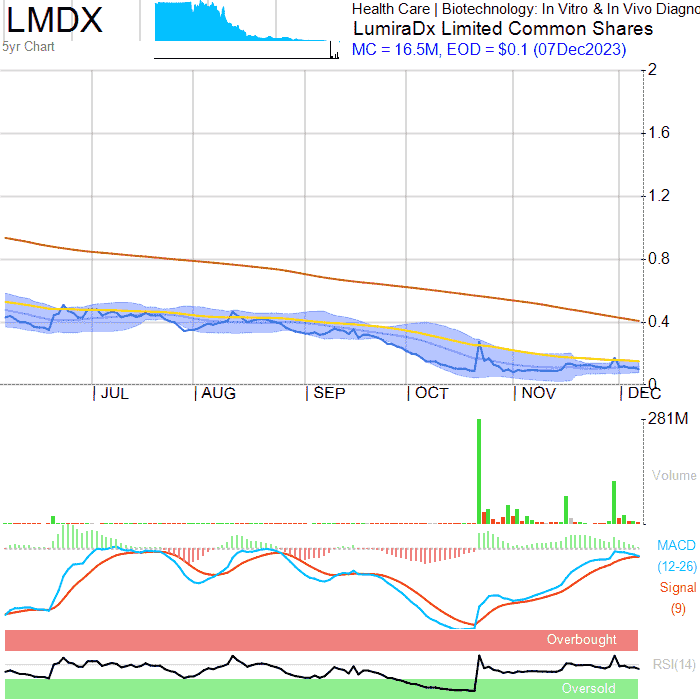 LMDX
5yr Chart
Health Care | Biotechnology: In Vitro & In Vivo Diagno
LumiraDx Limited Common Shares
MC = 16.5M, EOD = $0.1 (07Dec2023)
2
1.6
1.2
0.8
0.4
0
JUL AUG SEP OCT NOV DEC
281M
Volume
MACD
(12-26)
Signal
(9)
Overbought
RSI(14)
Oversold